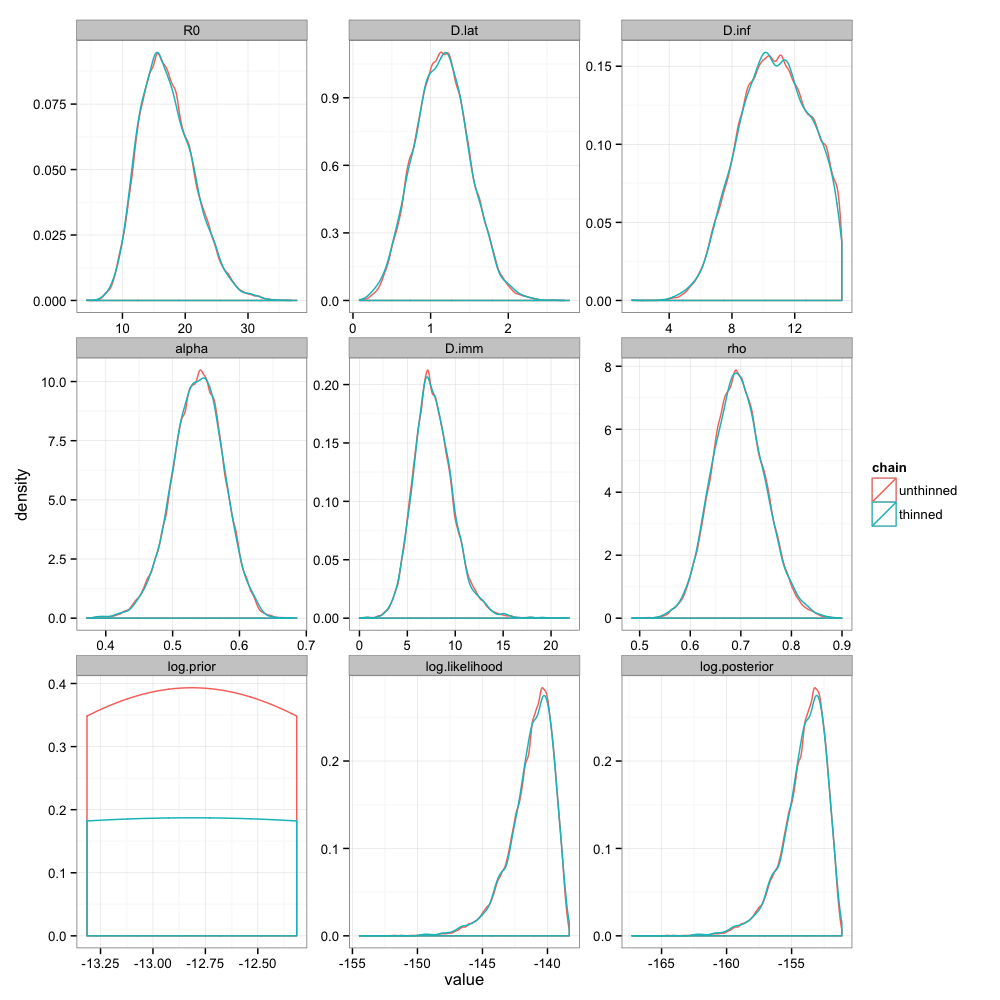 R0 D.lat D.inf
0.075 0.050 0.025 0.000
10 20 30
0.9 0.6 0.3 0.0
0 1 2
0.15 0.10 0.05 0.00
4 8 12
alpha D.imm rho
10.0 7.5 5.0 2.5 0.0
0.4 0.5 0.6 0.7
0.20 0.15 0.10 0.05 0.00
0 5 10 15 20
8 6 4 2 0
0.5 0.6 0.7 0.8 0.9
log.prior log.likelihood log.posterior
0.4 0.3 0.2 0.1 0.0
-13.25 -13.00 -12.75 -12.50
0.2 0.1 0.0
-155 -150 -145 -140
0.2 0.1 0.0
-165 -160 -155
density
value
chain
unthinned
thinned